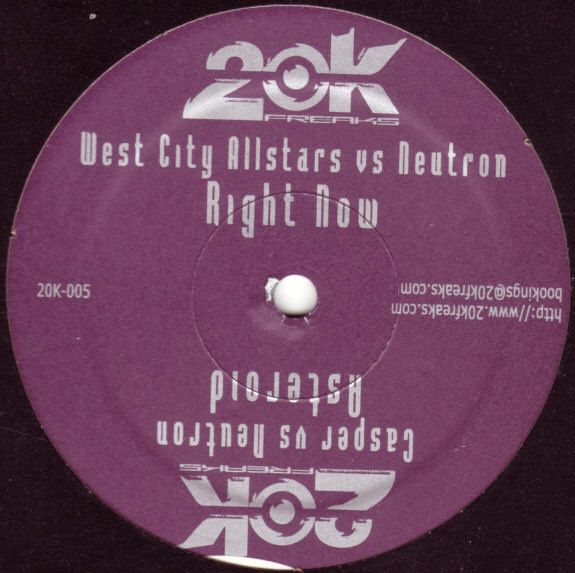 20K
FREAKS
West City Allstars vs Neutron
Right Now
20K-005
http://www.20kfreaks.com
bookings@20kfreaks.com
20K
FREAKS
Casper vs Neutron
Asteroid